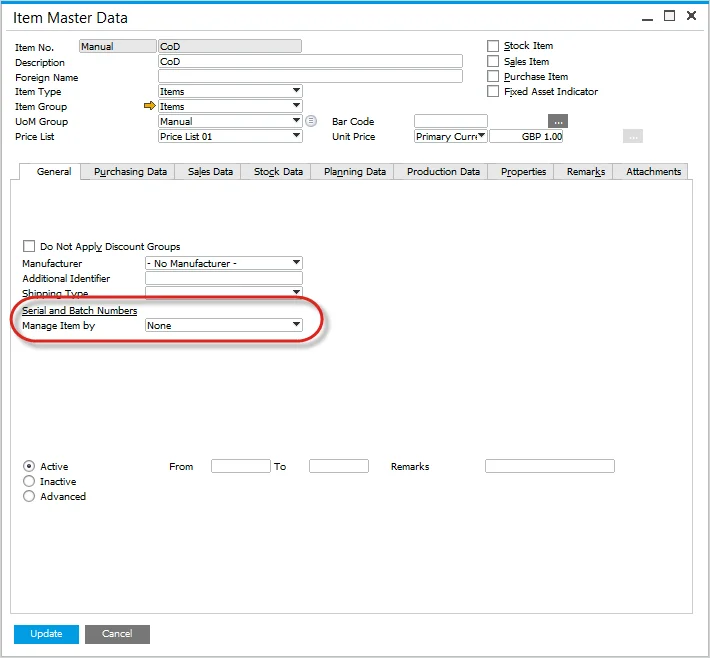 Item Master Data
Item No. Manual CoD
Description CoD
Foreign Name
Item Type Items
Item Group Items
UoM Group Manual
Price List Price List 01
Stock Item
Sales Item
Purchase Item
Fixed Asset Indicator
Bar Code ...
Unit Price Primary Curr GBP 1.00 ...
General Purchasing Data Sales Data Stock Data Planning Data Production Data Properties Remarks Attachments
Do Not Apply Discount Groups
Manufacturer - No Manufacturer -
Additional Identifier
Shipping Type
Serial and Batch Numbers
Manage Item by None
Active From To Remarks
Inactive
Advanced
Update Cancel